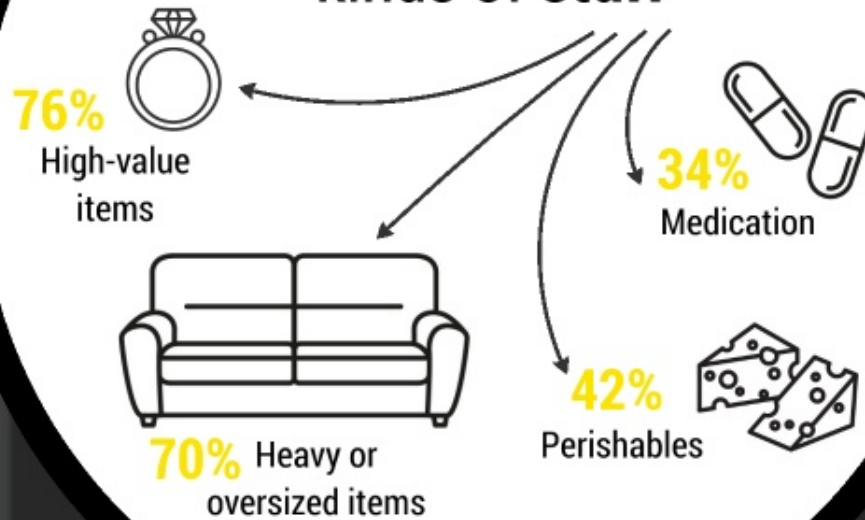 76%
High-value
items
34%
Medication
42%
Perishables
70% Heavy or
oversized items